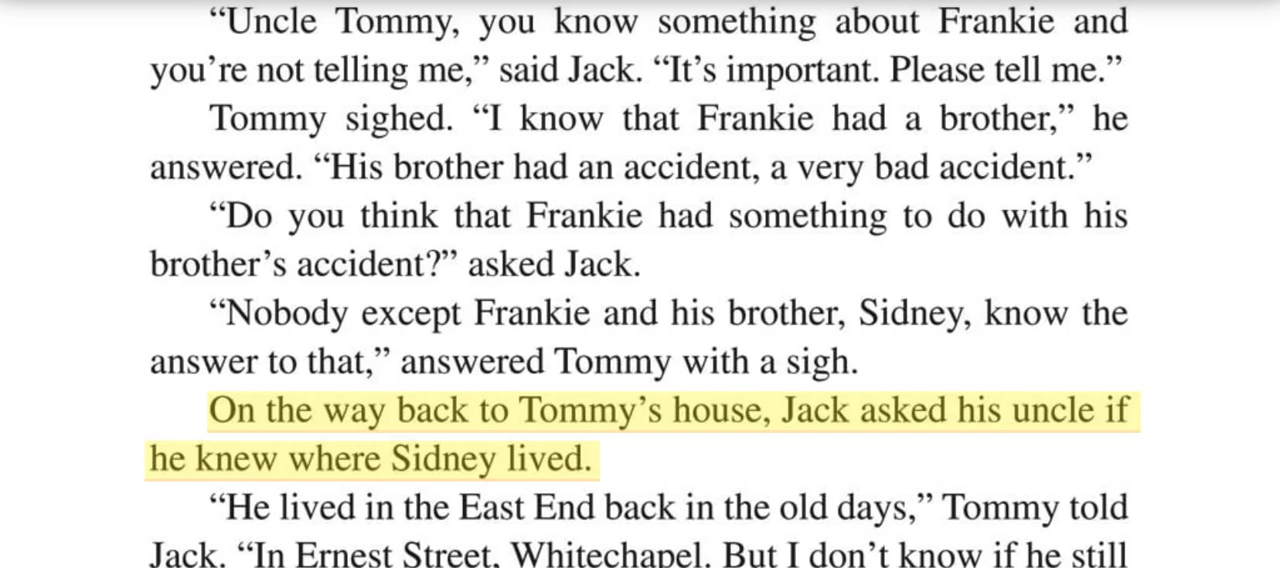 “Uncle Tommy, you know something about Frankie and
you’re not telling me,” said Jack. “It’s important. Please tell me.”
Tommy sighed. “I know that Frankie had a brother,” he
answered. “His brother had an accident, a very bad accident.”
“Do you think that Frankie had something to do with his
brother’s accident?” asked Jack.
“Nobody except Frankie and his brother, Sidney, know the
answer to that,” answered Tommy with a sigh.
On the way back to Tommy’s house, Jack asked his uncle if
he knew where Sidney lived.
“He lived in the East End back in the old days,” Tommy told
Jack. “In Ernest Street, Whitechapel. But I don’t know if he still